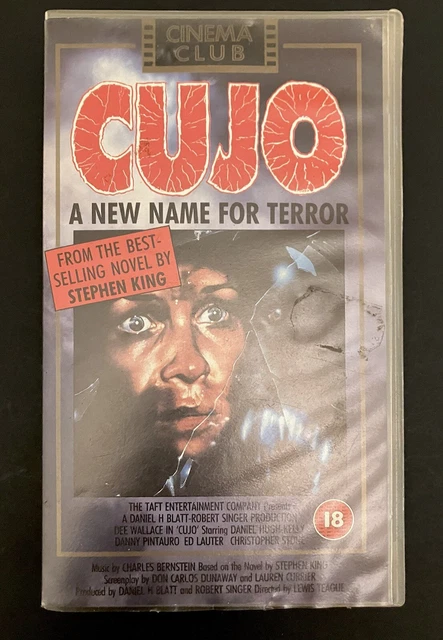 CINEMA
CLUB
CUJO
A NEW NAME FOR TERROR
FROM THE BEST-
SELLING NOVEL BY
STEPHEN KING
THE TAFT ENTERTAINMENT COMPANY Presents
A DANIEL H BLATT-ROBERT SINGER PRODUCTION
DEE WALLACE IN 'CUJO' Starring DANIEL HUGH-KELLY
DANNY PINTAURO ED LAUTER CHRISTOPHER STONE
18
Music by CHARLES BERNSTEIN Based on the Novel by STEPHEN KING
Screenplay by DON CARLOS DUNAWAY and LAUREN CURRIER
Produced by DANIEL H BLATT and ROBERT SINGER Directed by LEWIS TEAGUE